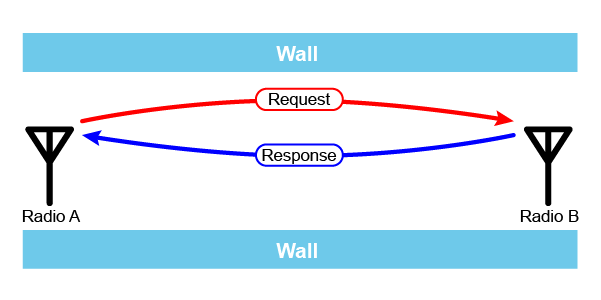 Wall
Request
Response
Radio A
Radio B
Wall